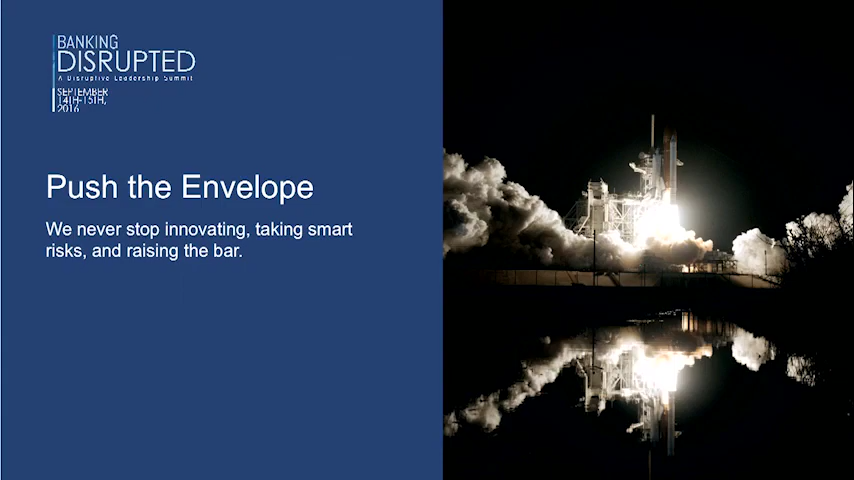 BANKING
DISRUPTED
A Disruptive Leadership Summit
SEPTEMBER
14TH-15TH,
2016
Push the Envelope
We never stop innovating, taking smart
risks, and raising the bar.